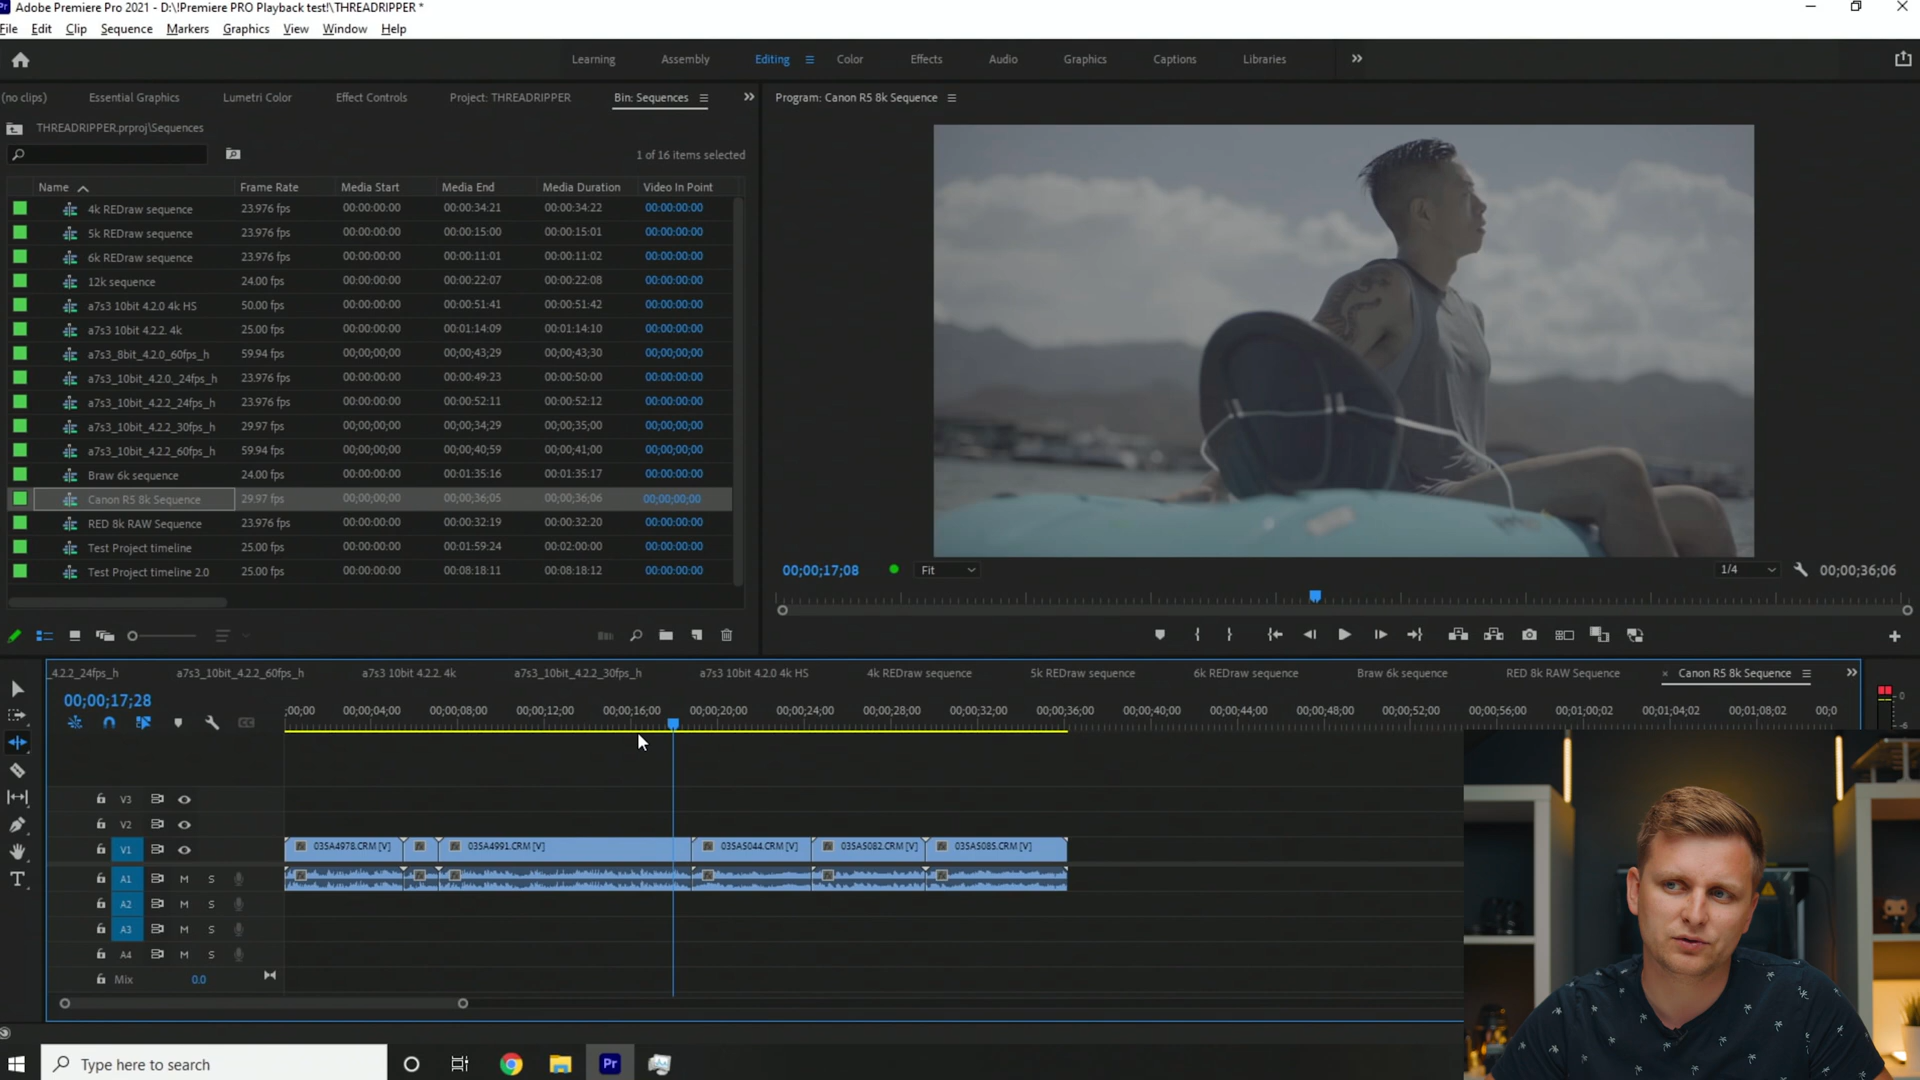 Adobe Premiere Pro 2021 - D:\!Premiere PRO Playback test!\THREADRIPPER *
File Edit Clip Sequence Markers Graphics View Window Help
Learning Assembly Editing Color Effects Audio Graphics Captions Libraries
(no clips) Essential Graphics Lumetri Color Effect Controls Project: THREADRIPPER Bin: Sequences
Program: Canon R5 8k Sequence
THREADRIPPER.prproj\Sequences
1 of 16 items selected
Name Frame Rate Media Start Media End Media Duration Video In Point
4k REDraw sequence 23.976 fps 00:00:00:00 00:00:34:21 00:00:34:22 00:00:00:00
5k REDraw sequence 23.976 fps 00:00:00:00 00:00:15:00 00:00:15:01 00:00:00:00
6k REDraw sequence 23.976 fps 00:00:00:00 00:00:11:01 00:00:11:02 00:00:00:00
12k sequence 24.00 fps 00:00:00:00 00:00:22:07 00:00:22:08 00:00:00:00
a7s3 10bit 4.2.0 4k HS 50.00 fps 00:00:00:00 00:00:51:41 00:00:51:42 00:00:00:00
a7s3 10bit 4.2.2. 4k 25.00 fps 00:00:00:00 00:01:14:09 00:01:14:10 00:00:00:00
a7s3_8bit_4.2.0_60fps_h 59.94 fps 00;00;00;00 00;00;43;29 00;00;43;30 00;00;00;00
a7s3_10bit_4.2.0._24fps_h 23.976 fps 00:00:00:00 00:00:49:23 00:00:50:00 00:00:00:00
a7s3_10bit_4.2.2_24fps_h 23.976 fps 00:00:00:00 00:00:52:11 00:00:52:12 00:00:00:00
a7s3_10bit_4.2.2_30fps_h 29.97 fps 00;00;00;00 00;00;34;29 00;00;35;00 00;00;00;00
a7s3_10bit_4.2.2_60fps_h 59.94 fps 00;00;00;00 00;00;40;59 00;00;41;00 00;00;00;00
Braw 6k sequence 24.00 fps 00:00:00:00 00:01:35:16 00:01:35:17 00:00:00:00
Canon R5 8k Sequence 29.97 fps 00;00;00;00 00;00;36;05 00;00;36;06 00;00;00;00
RED 8k RAW Sequence 23.976 fps 00:00:00:00 00:00:32:19 00:00:32:20 00:00:00:00
Test Project timeline 25.00 fps 00:00:00:00 00:01:59:24 00:02:00:00 00:00:00:00
Test Project timeline 2.0 25.00 fps 00:00:00:00 00:08:18:11 00:08:18:12 00:00:00:00
00;00;17;08 Fit 1/4 00;00;36;06
_4.2.2_24fps_h a7s3_10bit_4.2.2_60fps_h a7s3 10bit 4.2.2. 4k a7s3_10bit_4.2.2_30fps_h a7s3 10bit 4.2.0 4k HS 4k REDraw sequence 5k REDraw sequence 6k REDraw sequence Braw 6k sequence RED 8k RAW Sequence × Canon R5 8k Sequence
00;00;17;28
;00;00 00;00;04;00 00;00;08;00 00;00;12;00 00;00;16;00 00;00;20;00 00;00;24;00 00;00;28;00 00;00;32;00 00;00;36;00 00;00;40;00 00;00;44;00 00;00;48;00 00;00;52;00 00;00;56;00 00;01;00;02 00;01;04;02 00;01;08;02 00;0
0
-6
V3
V2
V1 03SA4978.CRM [V] 03SA4991.CRM [V] 03SA5044.CRM [V] 03SA5082.CRM [V] 03SA5085.CRM [V]
A1 M S
A2 M S
A3 M S
A4 M S
Mix 0.0
Type here to search
Pr